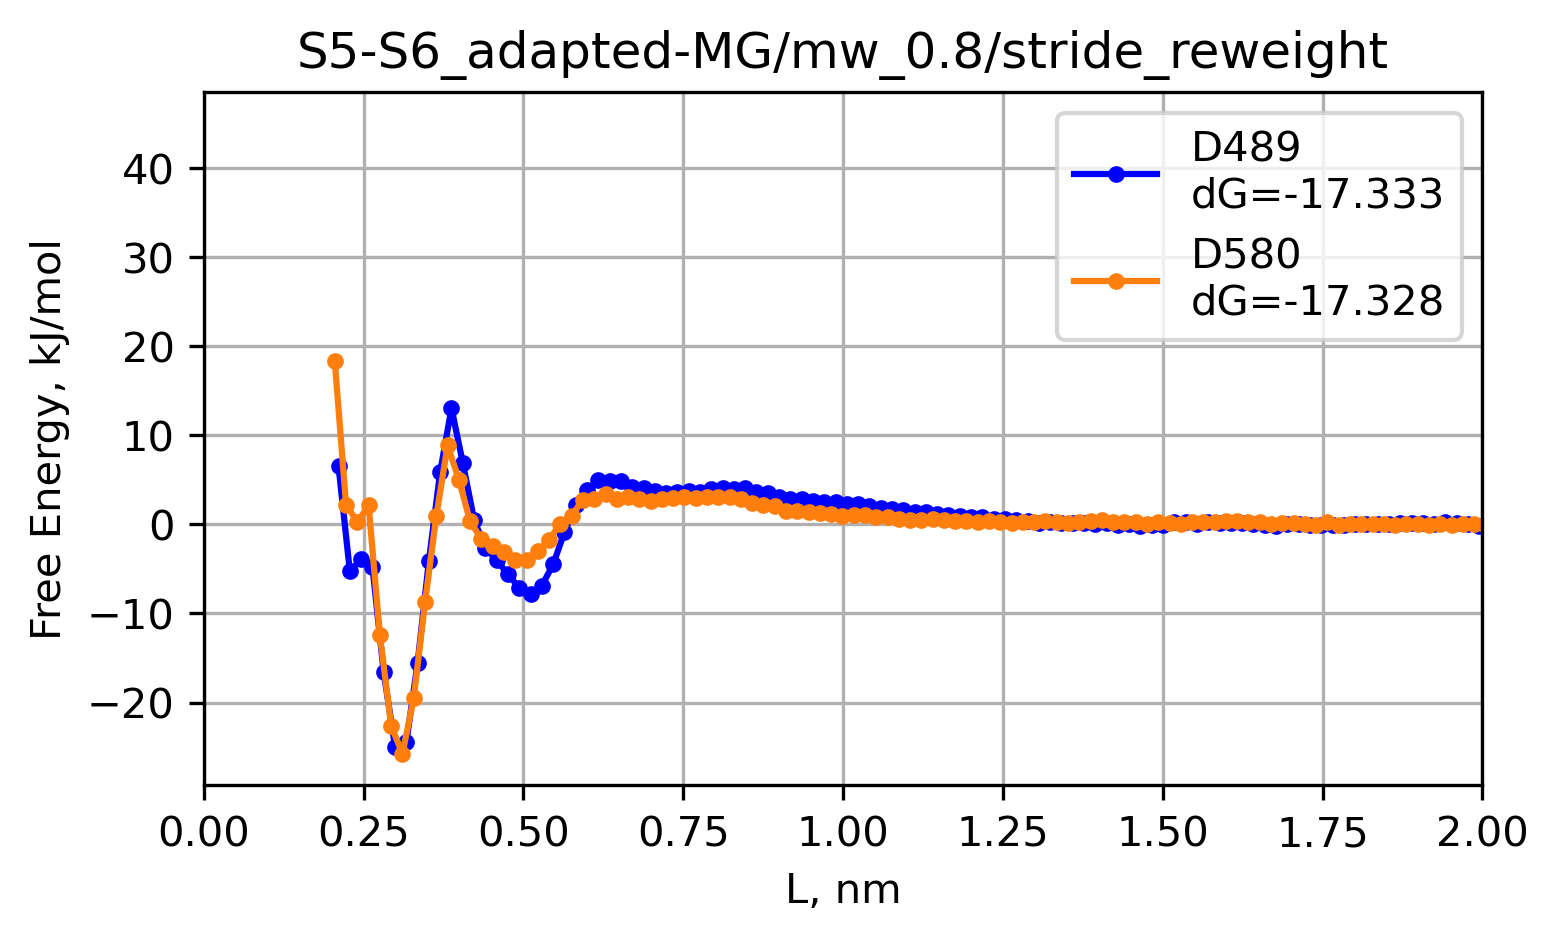 S5-S6_adapted-MG/mw_0.8/stride_reweight
D489
dG=-17.333
D580
dG=-17.328
Free Energy, kJ/mol
40
30
20
10
0
−10
−20
0.00 0.25 0.50 0.75 1.00 1.25 1.50 1.75 2.00
L, nm